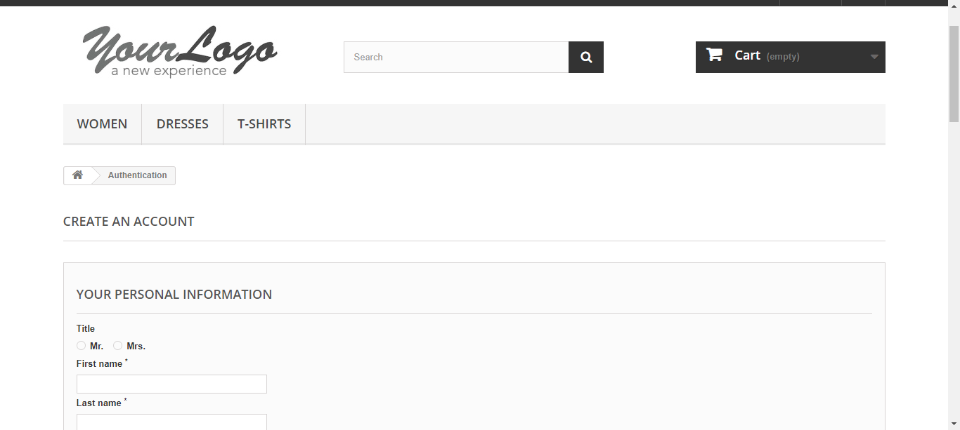 YourLogo
a new experience
Search
Cart (empty)
WOMEN
DRESSES
T-SHIRTS
Authentication
CREATE AN ACCOUNT
YOUR PERSONAL INFORMATION
Title
Mr. Mrs.
First name *
Last name *